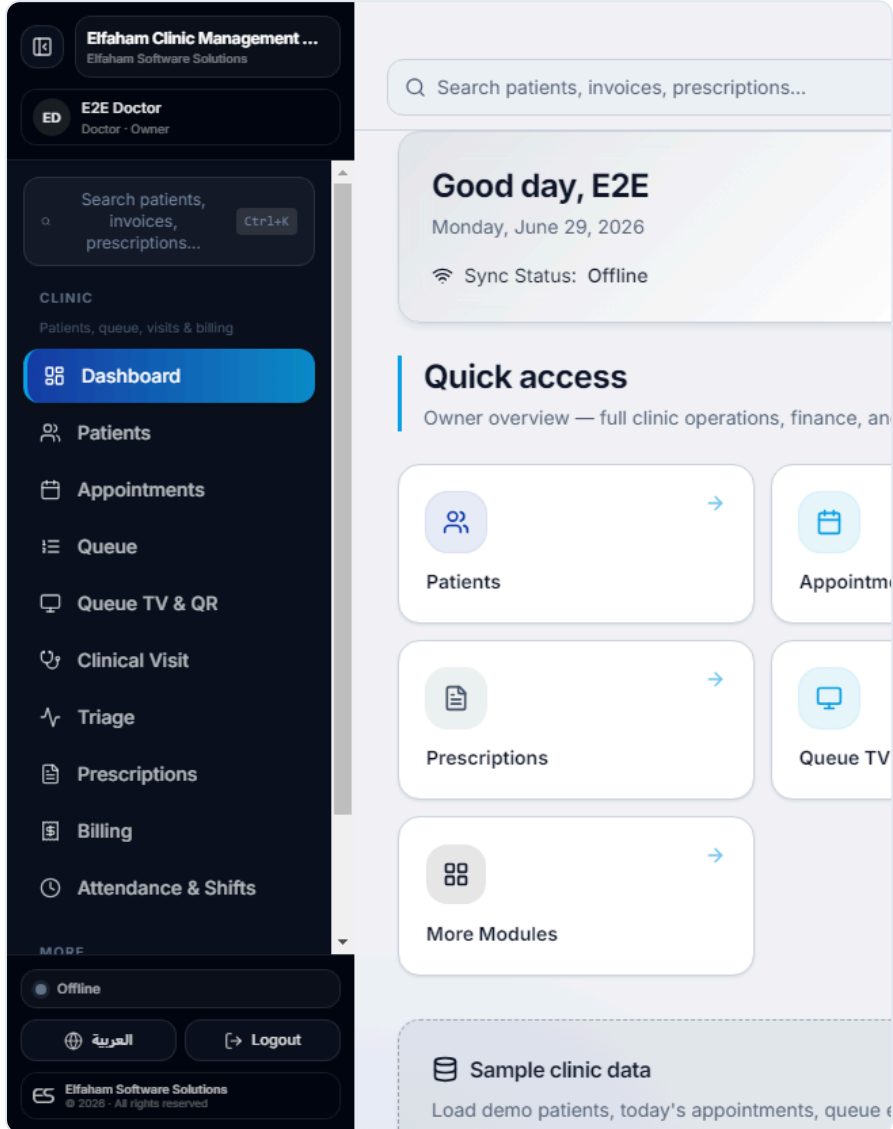 Elfaham Clinic Management ...
Elfaham Software Solutions
ED
E2E Doctor
Doctor · Owner
Search patients,
invoices,
prescriptions...
Ctrl+K
CLINIC
Patients, queue, visits & billing
Dashboard
Patients
Appointments
Queue
Queue TV & QR
Clinical Visit
Triage
Prescriptions
Billing
Attendance & Shifts
MORE
Offline
العربية
Logout
ES
Elfaham Software Solutions
© 2026 · All rights reserved
Search patients, invoices, prescriptions...
Good day, E2E
Monday, June 29, 2026
Sync Status: Offline
Quick access
Owner overview — full clinic operations, finance, an
Patients
Appointm
Prescriptions
Queue TV
More Modules
Sample clinic data
Load demo patients, today's appointments, queue e